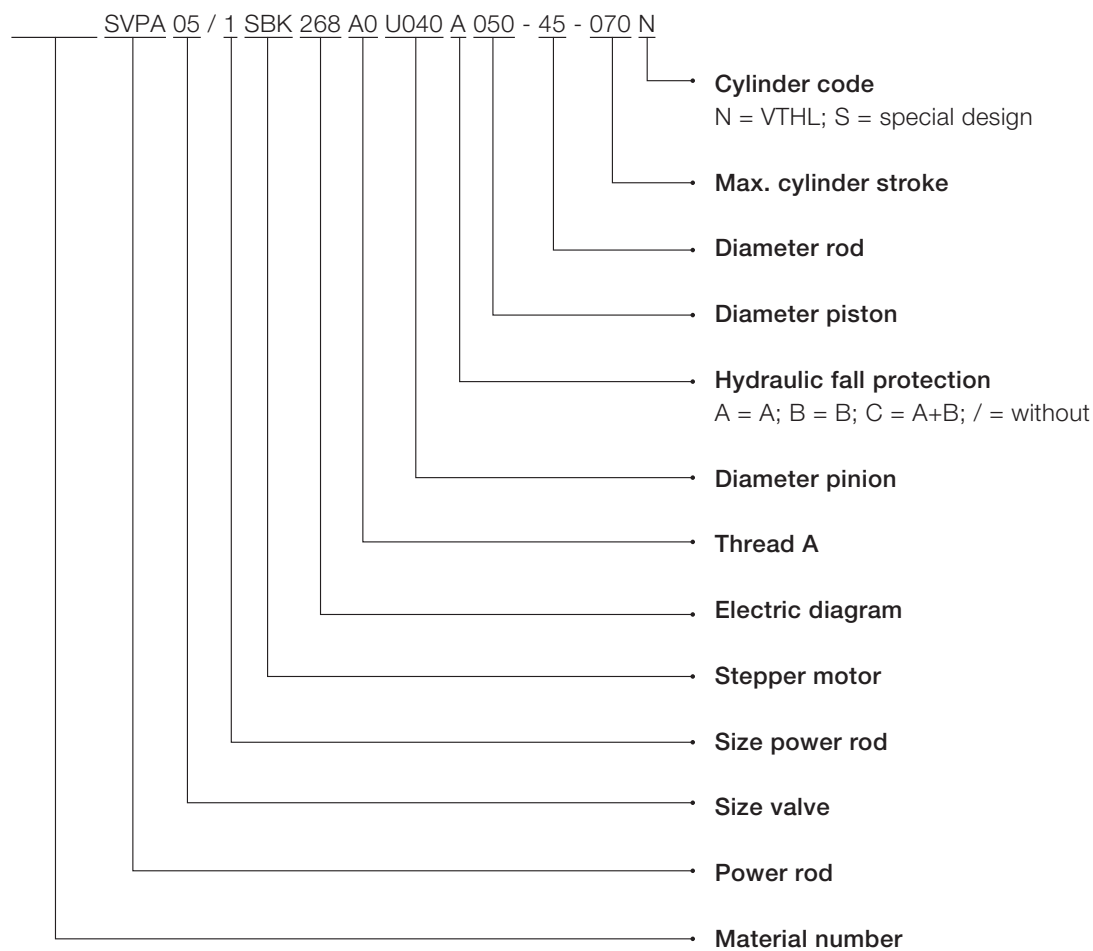 SVPA 05 / 1 SBK 268 A0 U040 A 050 - 45 - 070 N
Cylinder code
N = VTHL; S = special design
Max. cylinder stroke
Diameter rod
Diameter piston
Hydraulic fall protection
A = A; B = B; C = A+B; / = without
Diameter pinion
Thread A
Electric diagram
Stepper motor
Size power rod
Size valve
Power rod
Material number